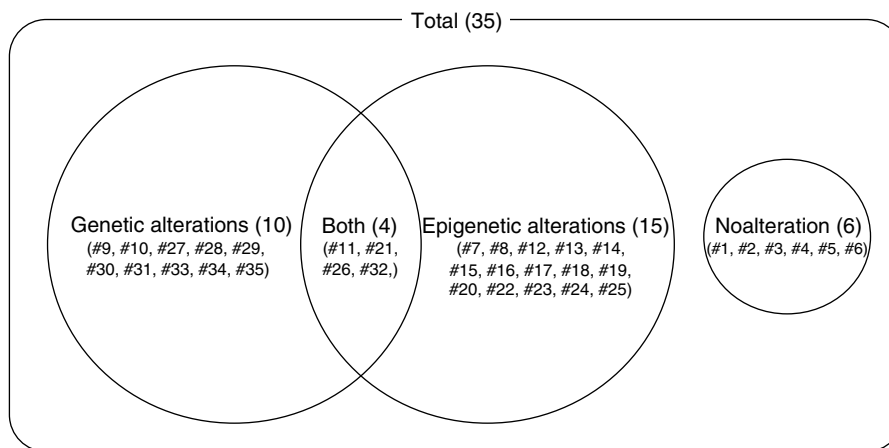 Total (35)
Genetic alterations (10)
(#9, #10, #27, #28, #29,
#30, #31, #33, #34, #35)
Both (4)
(#11, #21,
#26, #32,)
Epigenetic alterations (15)
(#7, #8, #12, #13, #14,
#15, #16, #17, #18, #19,
#20, #22, #23, #24, #25)
Noalteration (6)
(#1, #2, #3, #4, #5, #6)